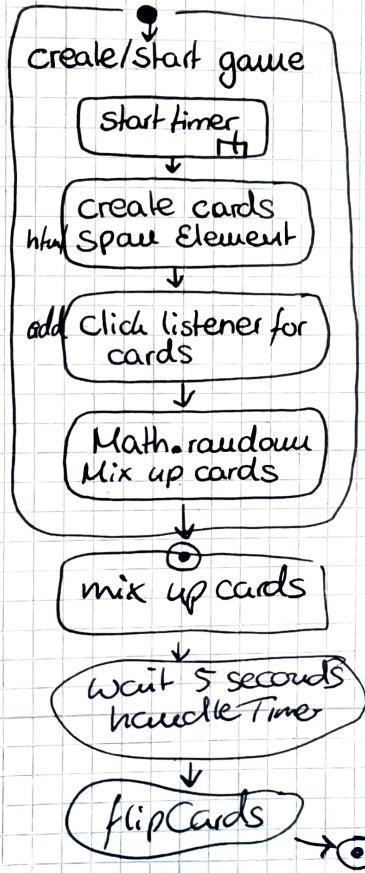 create/start game
start timer
create cards
html span Element
add Click listener for
cards
Math.random
Mix up cards
mix up cards
wait 5 seconds
handleTimer
flipCards